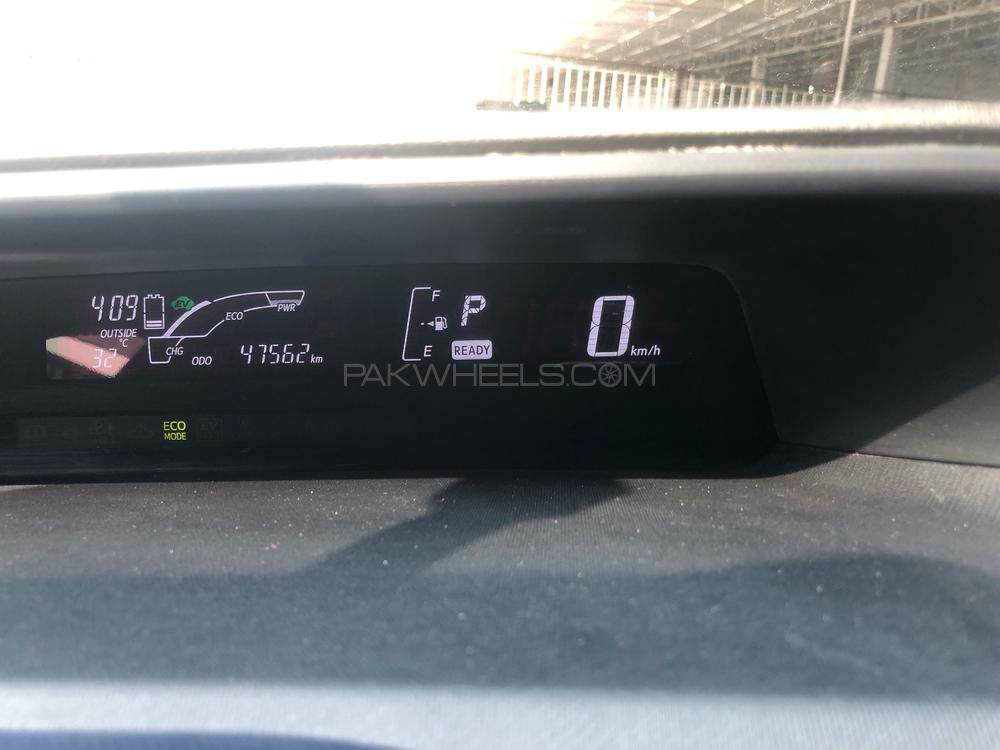 409
EV
PWR
ECO
OUTSIDE
°C
32
CHG
ODO
47562 km
F
E
P
READY
0 km/h
PAKWHEELS.COM
ECO
MODE